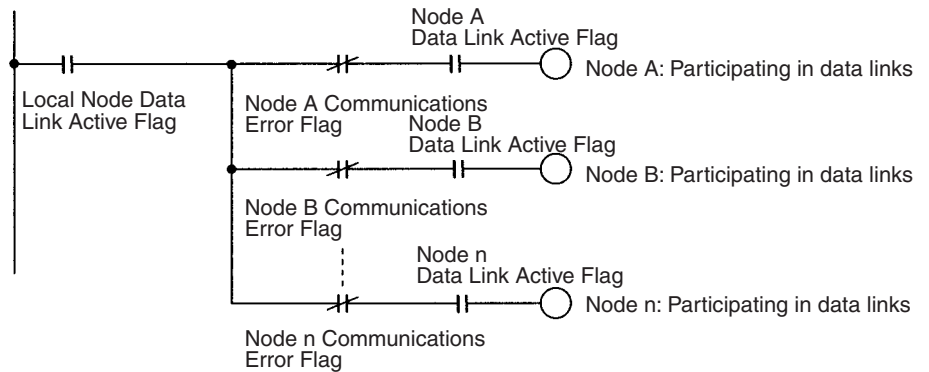 Node A
Data Link Active Flag
Node A: Participating in data links
Local Node Data
Link Active Flag
Node A Communications
Error Flag
Node B
Data Link Active Flag
Node B: Participating in data links
Node B Communications
Error Flag
Node n
Data Link Active Flag
Node n: Participating in data links
Node n Communications
Error Flag